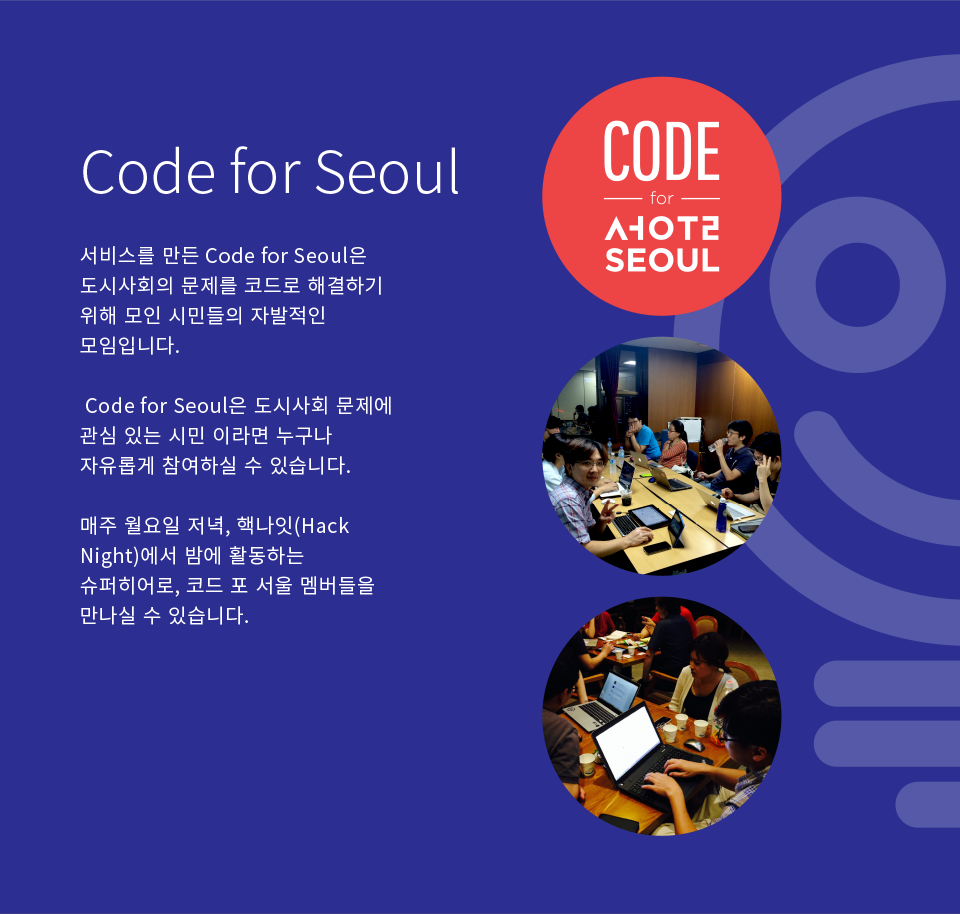 Code for Seoul
서비스를 만든 Code for Seoul은
도시사회의 문제를 코드로 해결하기
위해 모인 시민들의 자발적인
모임입니다.
Code for Seoul은 도시사회 문제에
관심 있는 시민 이라면 누구나
자유롭게 참여하실 수 있습니다.
매주 월요일 저녁, 핵나잇(Hack
Night)에서 밤에 활동하는
슈퍼히어로, 코드 포 서울 멤버들을
만나실 수 있습니다.
CODE
for
SEOUL